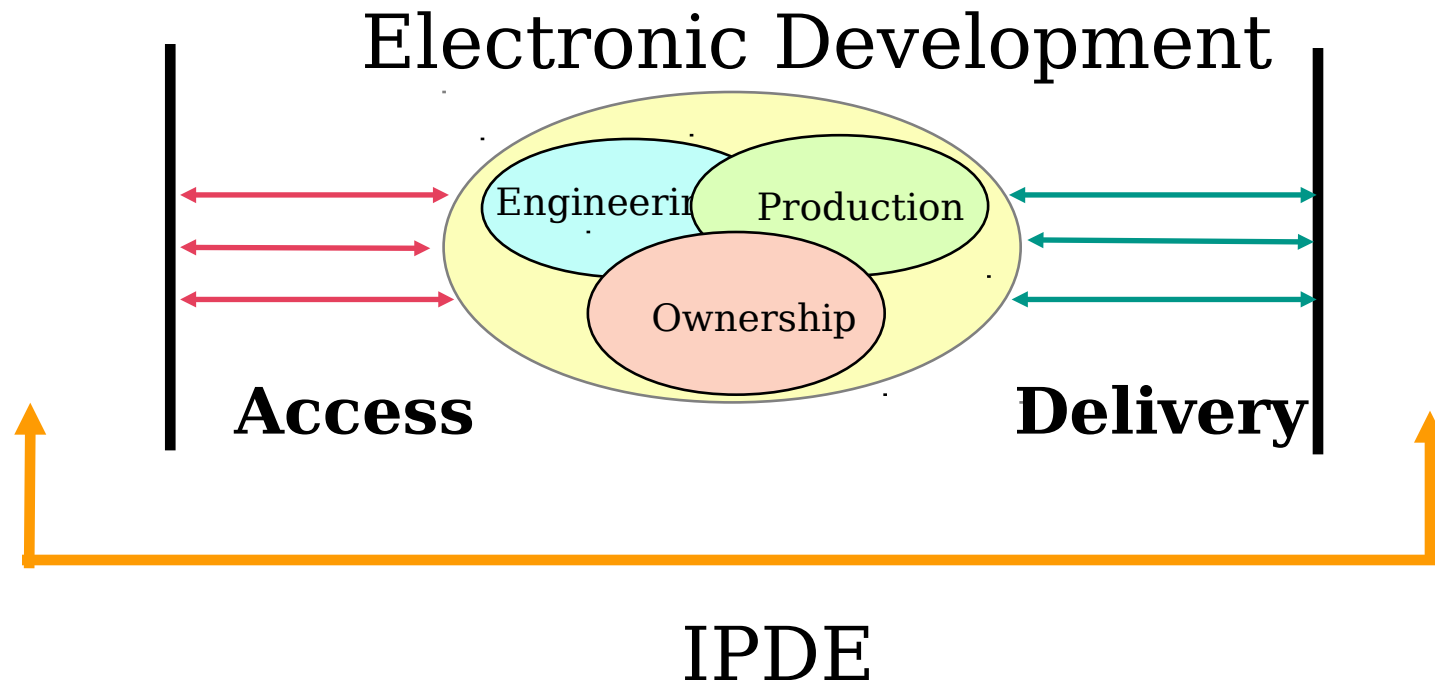 Electronic Development
Engineerin
Production
Ownership
Access
Delivery
IPDE